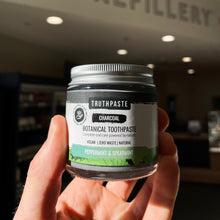 REFILLERY
TRUTHPASTE
CHARCOAL
BOTANICAL TOOTHPASTE
VEGAN | ZERO WASTE | NATURAL
PEPPERMINT & SPEARMINT